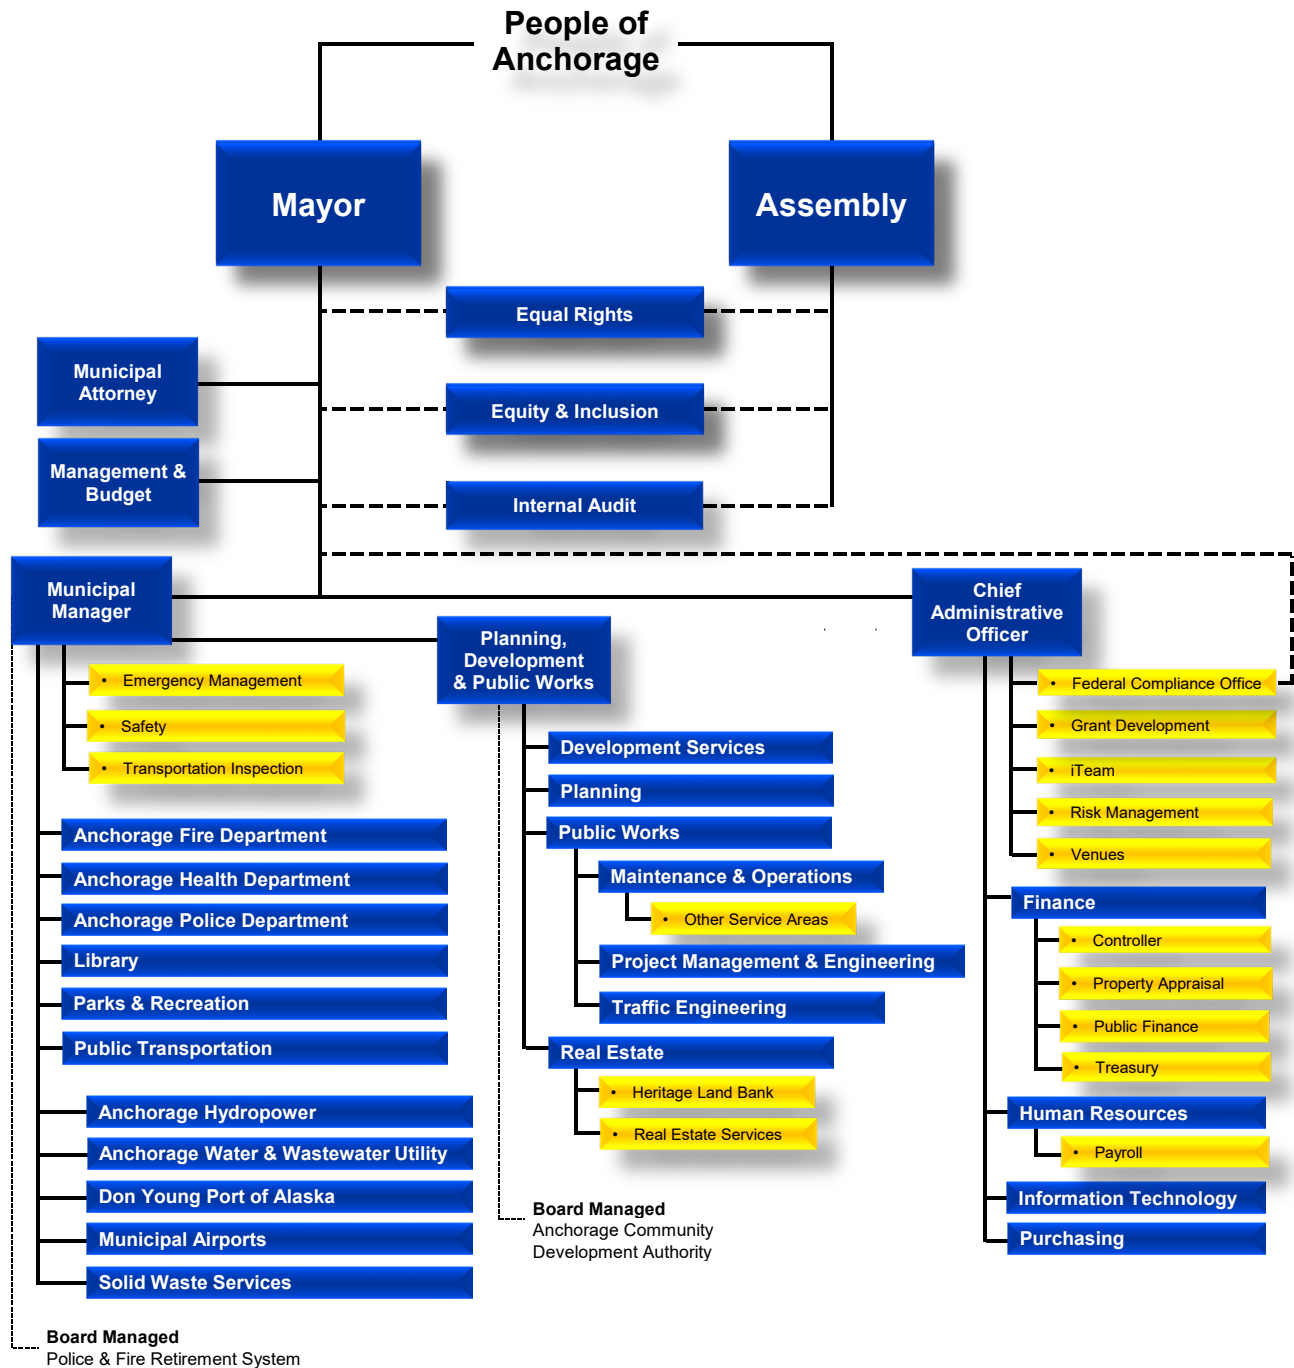 People of
Anchorage
Mayor
Assembly
Equal Rights
Municipal
Attorney
Equity & Inclusion
Management &
Budget
Internal Audit
Municipal
Manager
Chief
Administrative
Officer
Planning,
Development
& Public Works
• Emergency Management
• Safety
• Transportation Inspection
Anchorage Fire Department
Anchorage Health Department
Anchorage Police Department
Library
Parks & Recreation
Public Transportation
Anchorage Hydropower
Anchorage Water & Wastewater Utility
Don Young Port of Alaska
Municipal Airports
Solid Waste Services
Board Managed
Police & Fire Retirement System
Development Services
Planning
Public Works
Maintenance & Operations
• Other Service Areas
Project Management & Engineering
Traffic Engineering
Real Estate
• Heritage Land Bank
• Real Estate Services
Board Managed
Anchorage Community
Development Authority
• Federal Compliance Office
• Grant Development
• iTeam
• Risk Management
• Venues
Finance
• Controller
• Property Appraisal
• Public Finance
• Treasury
Human Resources
• Payroll
Information Technology
Purchasing